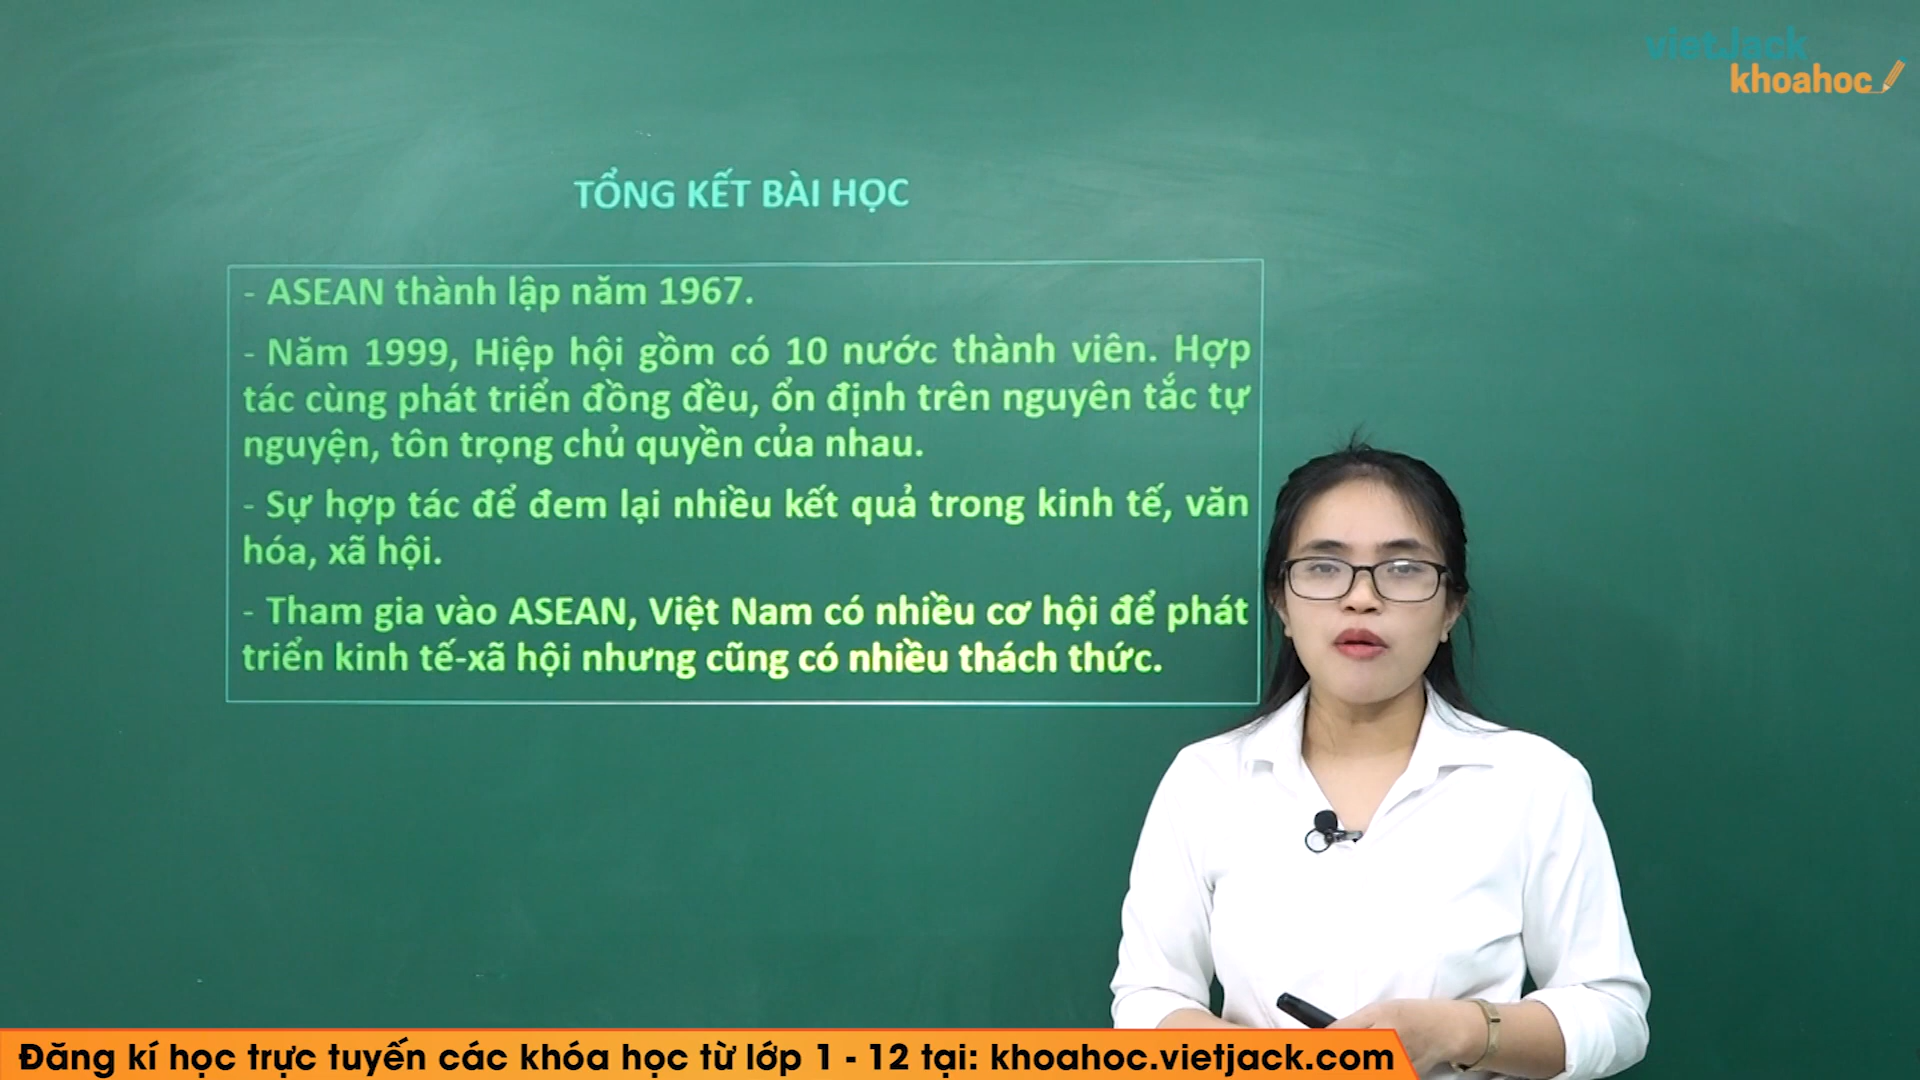 vietJack
khoahoc
TỔNG KẾT BÀI HỌC
- ASEAN thành lập năm 1967.
- Năm 1999, Hiệp hội gồm có 10 nước thành viên. Hợp
tác cùng phát triển đồng đều, ổn định trên nguyên tắc tự
nguyện, tôn trọng chủ quyền của nhau.
- Sự hợp tác để đem lại nhiều kết quả trong kinh tế, văn
hóa, xã hội.
- Tham gia vào ASEAN, Việt Nam có nhiều cơ hội để phát
triển kinh tế-xã hội nhưng cũng có nhiều thách thức.
Đăng kí học trực tuyến các khóa học từ lớp 1 - 12 tại: khoahoc.vietjack.com